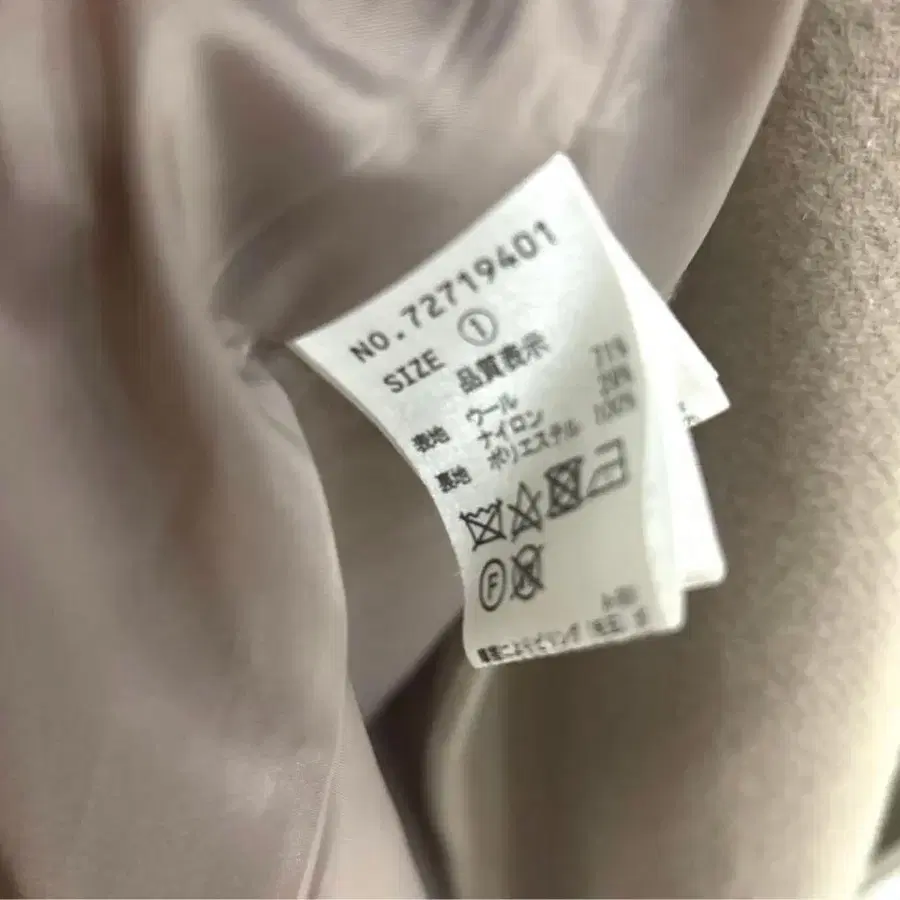 NO.72719401
SIZE ①
品質表示
表地 ウール 71%
ナイロン 29%
裏地 ポリエステル 100%
F